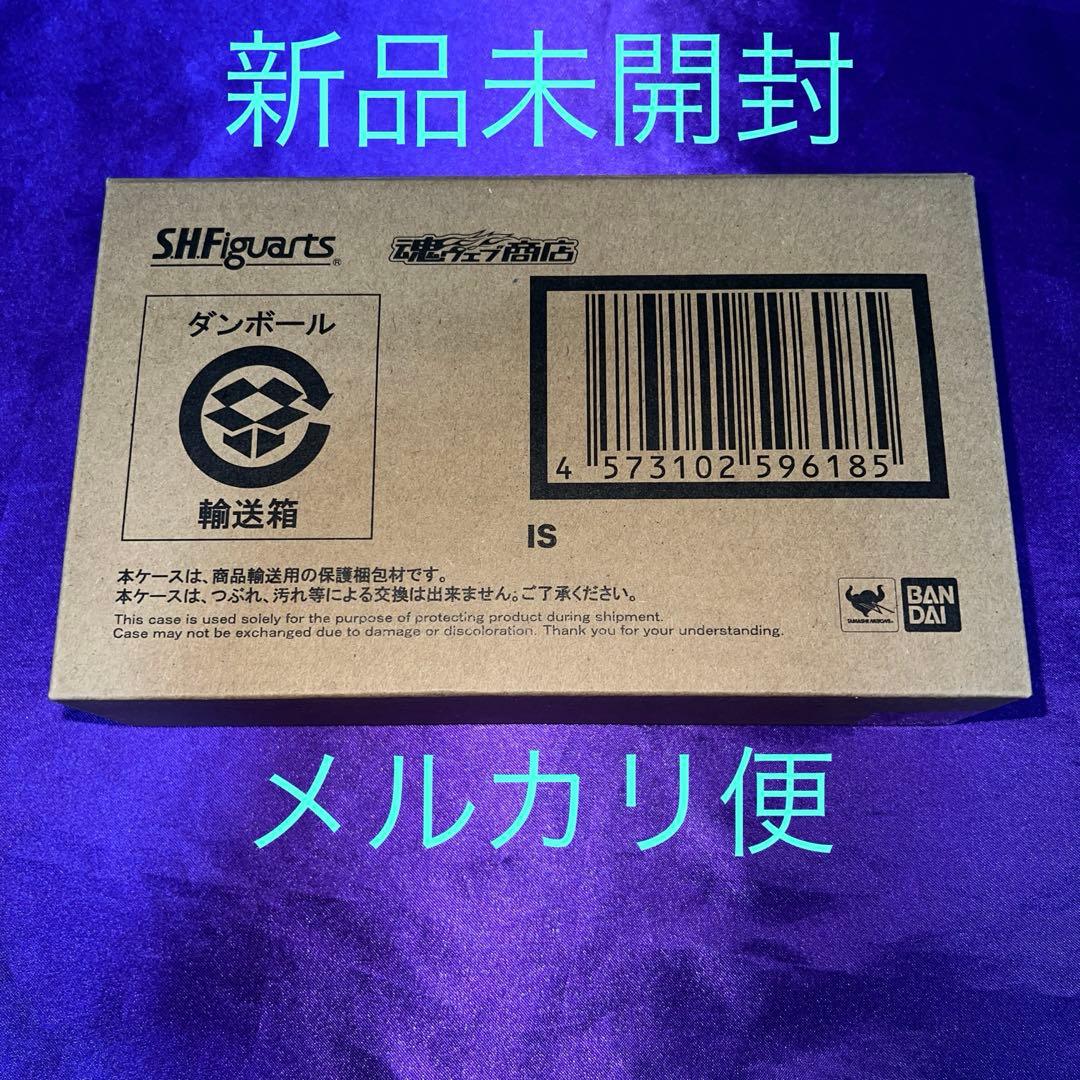 新品未開封
S.H.Figuarts®
魂ウェブ商店
ダンボール
輸送箱
4 573102 596185
IS
本ケースは、商品輸送用の保護梱包材です。
本ケースは、つぶれ、汚れ等による交換は出来ません。ご了承ください。
This case is used solely for the purpose of protecting product during shipment.
Case may not be exchanged due to damage or discoloration. Thank you for your understanding.
TAMASHII NATIONS
BAN
DAI
メルカリ便